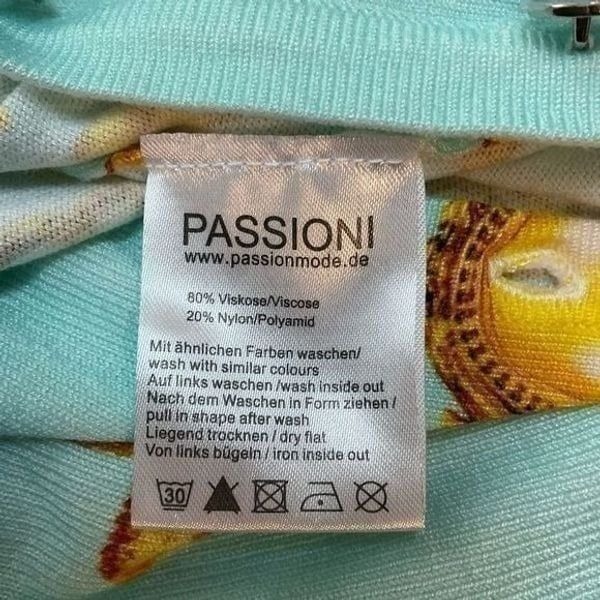 PASSIONI
www.passionmode.de
80% Viskose/Viscose
20% Nylon/Polyamid
Mit ähnlichen Farben waschen/
wash with similar colours
Auf links waschen /wash inside out
Nach dem Waschen in Form ziehen /
pull in shape after wash
Liegend trocknen / dry flat
Von links bügeln / iron inside out
30